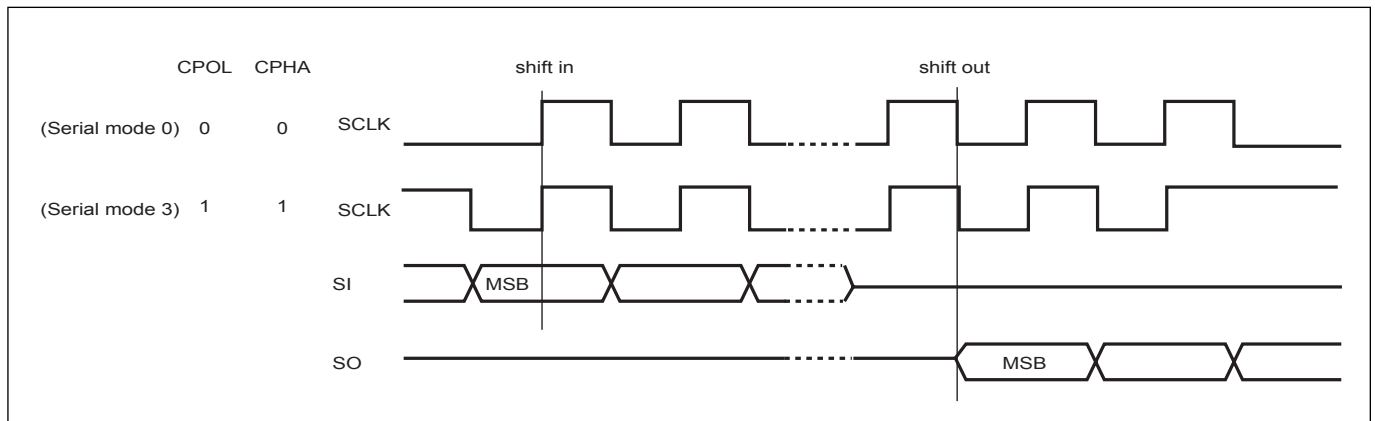 CPOL CPHA shift in shift out
(Serial mode 0) 0 0 SCLK
(Serial mode 3) 1 1 SCLK
SI MSB
SO MSB